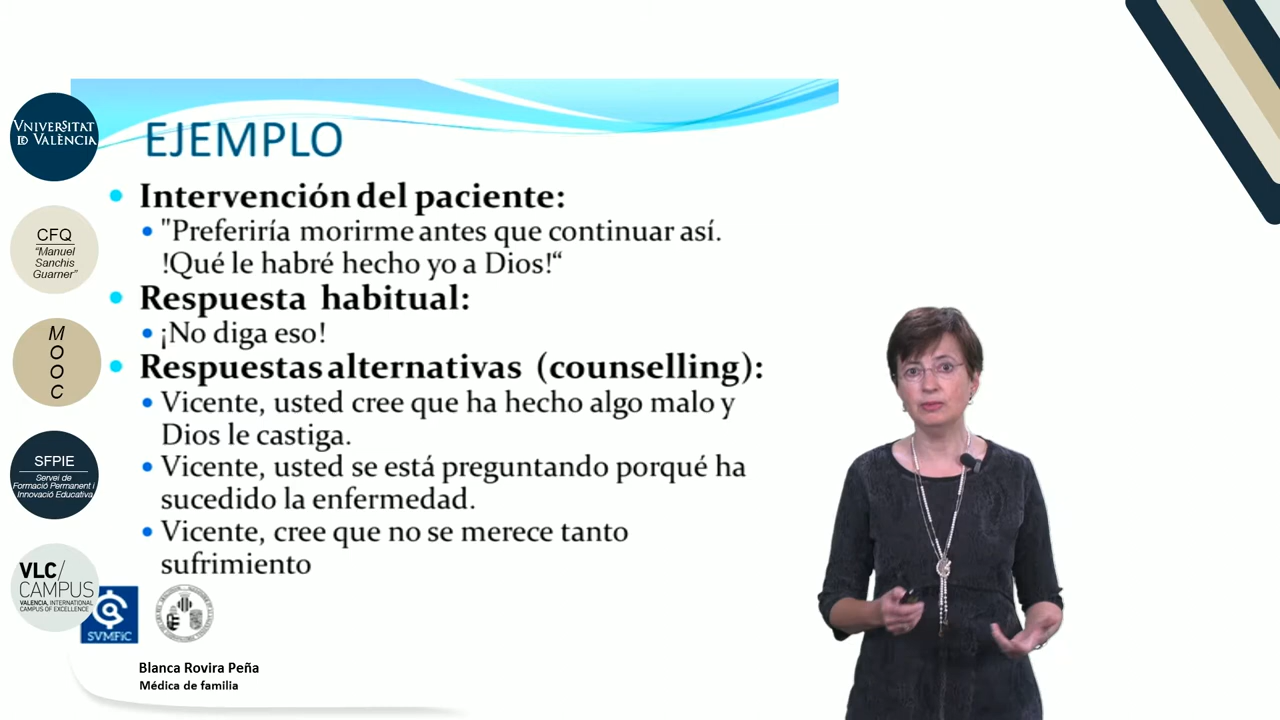 EJEMPLO
Intervención del paciente:
"Preferiría morirme antes que continuar así.
!Qué le habré hecho yo a Dios!“
Respuesta habitual:
¡No diga eso!
Respuestas alternativas (counselling):
Vicente, usted cree que ha hecho algo malo y
Dios le castiga.
Vicente, usted se está preguntando porqué ha
sucedido la enfermedad.
Vicente, cree que no se merece tanto
sufrimiento
VNIVERSITAT
ID VALÈNCIA
CFQ
“Manuel
Sanchis
Guarner”
M
O
O
C
SFPIE
Servei de
Formació Permanent i
Innovació Educativa
VLC/
CAMPUS
VALENCIA, INTERNATIONAL
CAMPUS OF EXCELLENCE
SVMFiC
Blanca Rovira Peña
Médica de familia